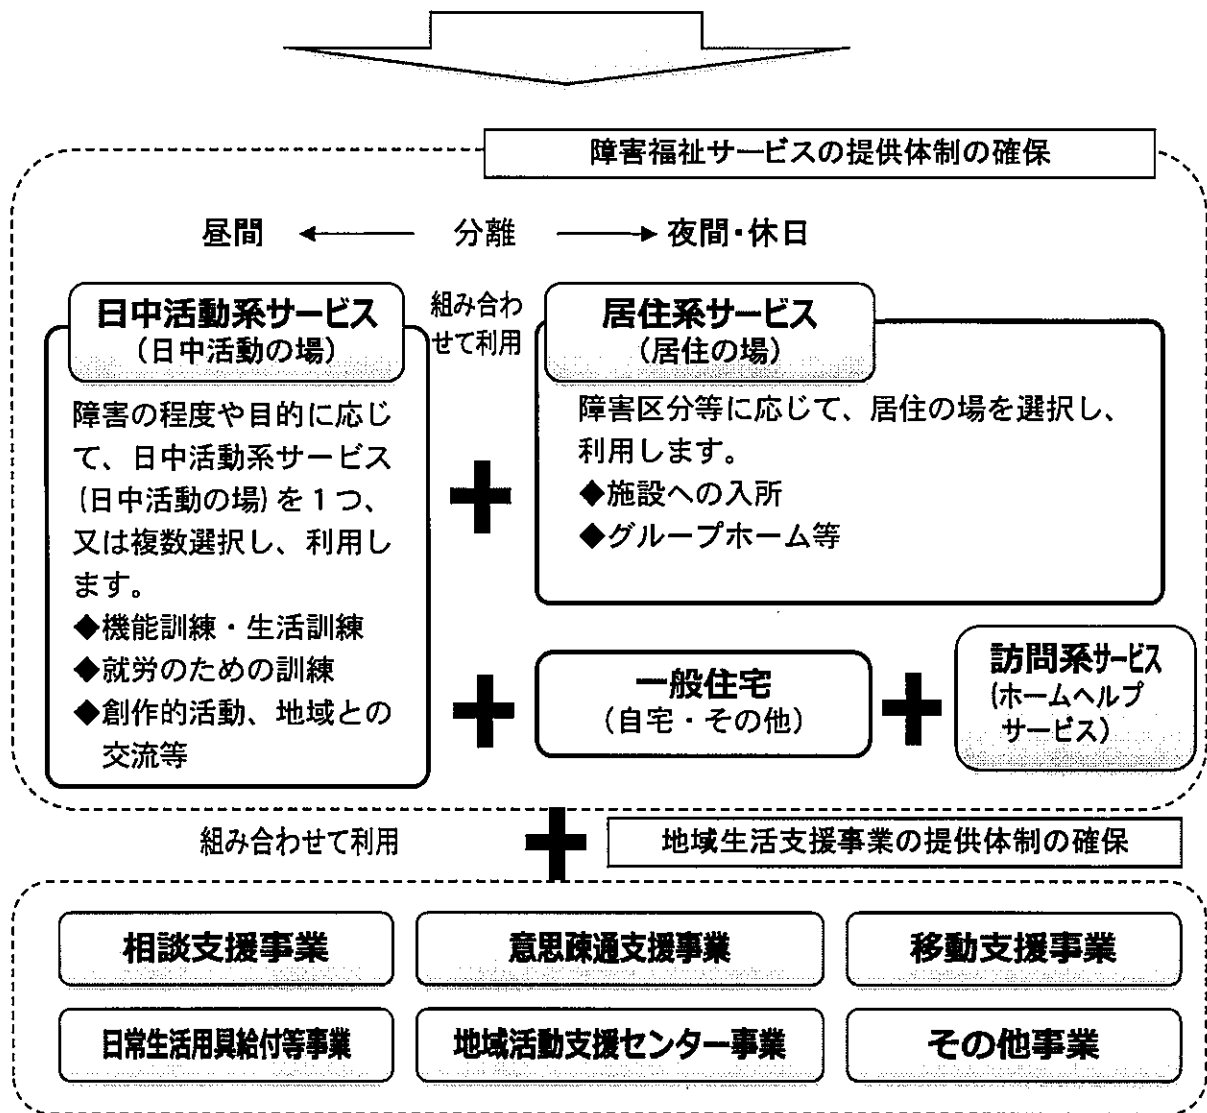 障害福祉サービスの提供体制の確保
昼間 ←── 分離 ──→ 夜間・休日
日中活動系サービス
(日中活動の場)
障害の程度や目的に応じ
て、日中活動系サービス
(日中活動の場)を1つ、
又は複数選択し、利用し
ます。
◆機能訓練・生活訓練
◆就労のための訓練
◆創作的活動、地域との
交流等
組み合わ
せて利用
居住系サービス
(居住の場)
障害区分等に応じて、居住の場を選択し、
利用します。
◆施設への入所
◆グループホーム等
一般住宅
(自宅・その他)
訪問系サービス
(ホームヘルプ
サービス)
組み合わせて利用
地域生活支援事業の提供体制の確保
相談支援事業
意思疎通支援事業
移動支援事業
日常生活用具給付等事業
地域活動支援センター事業
その他事業